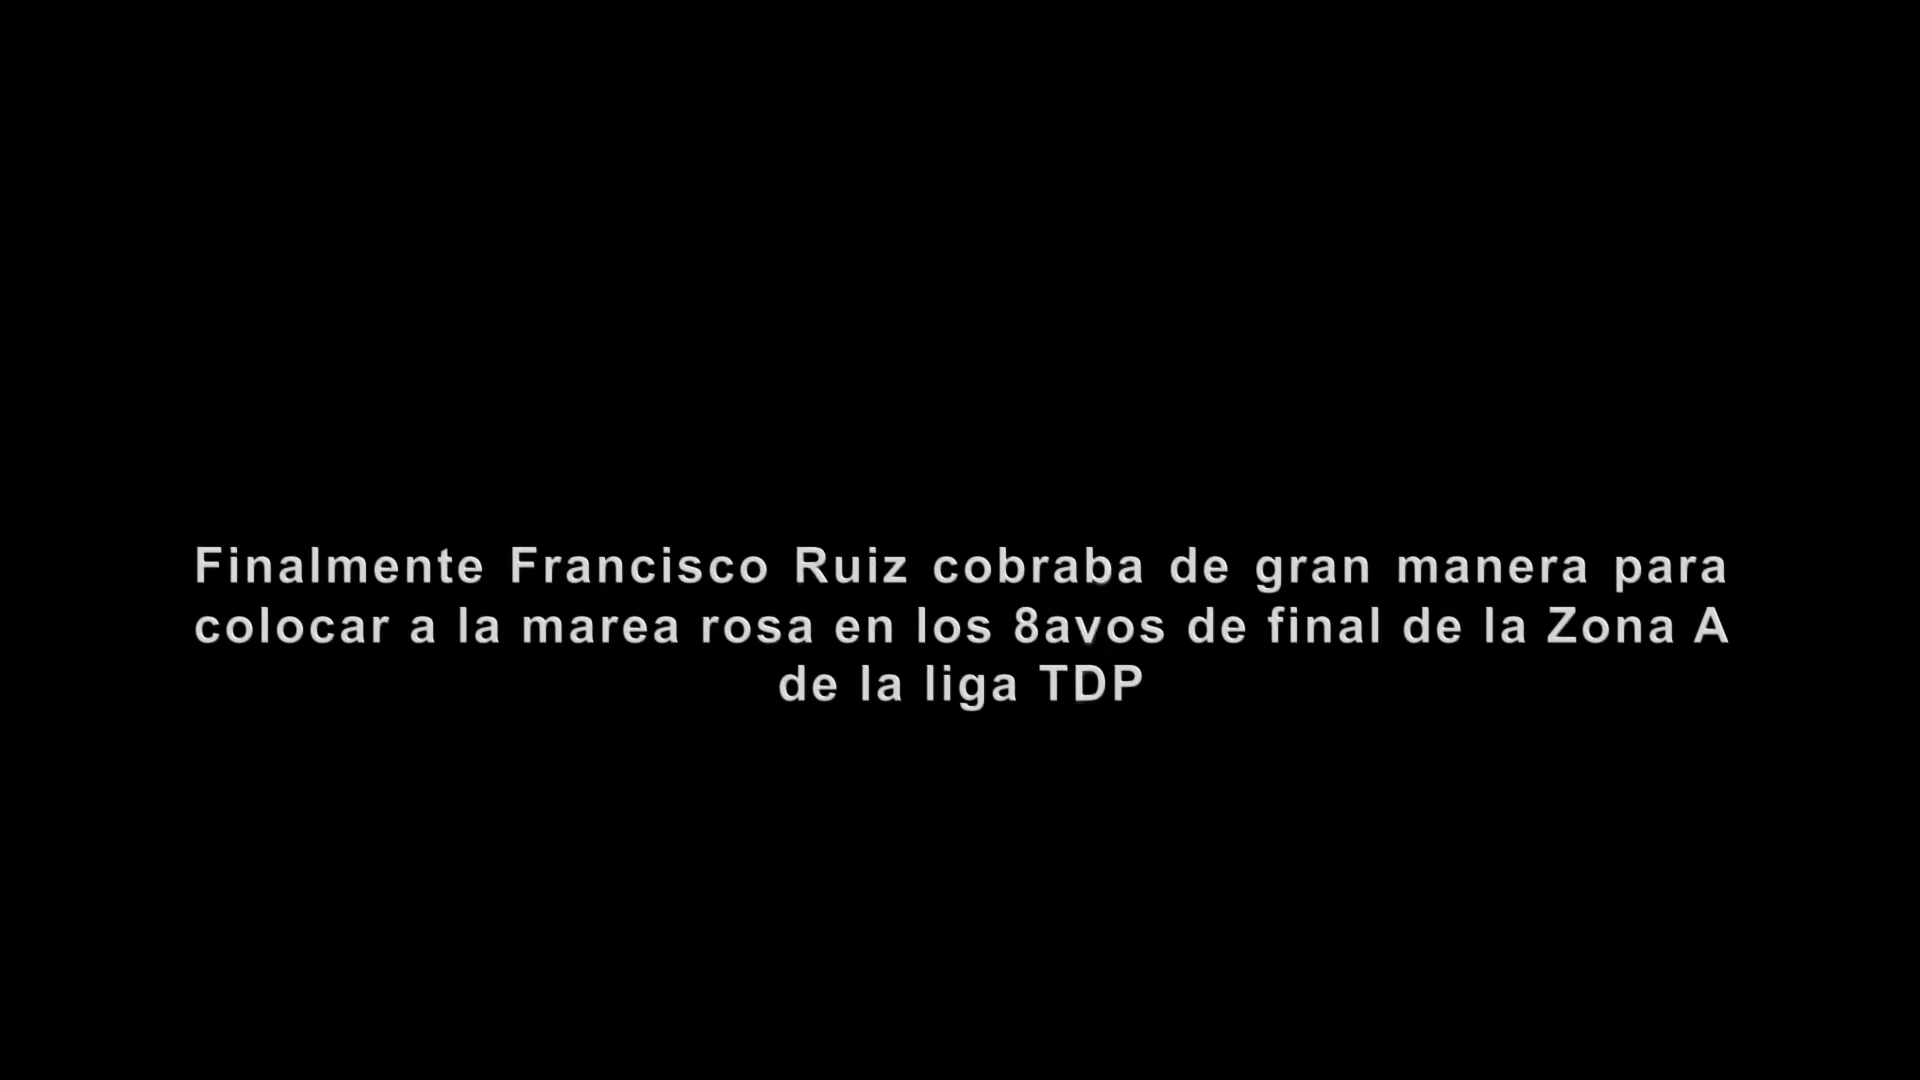 Finalmente Francisco Ruiz cobraba de gran manera para
colocar a la marea rosa en los 8avos de final de la Zona A
de la liga TDP